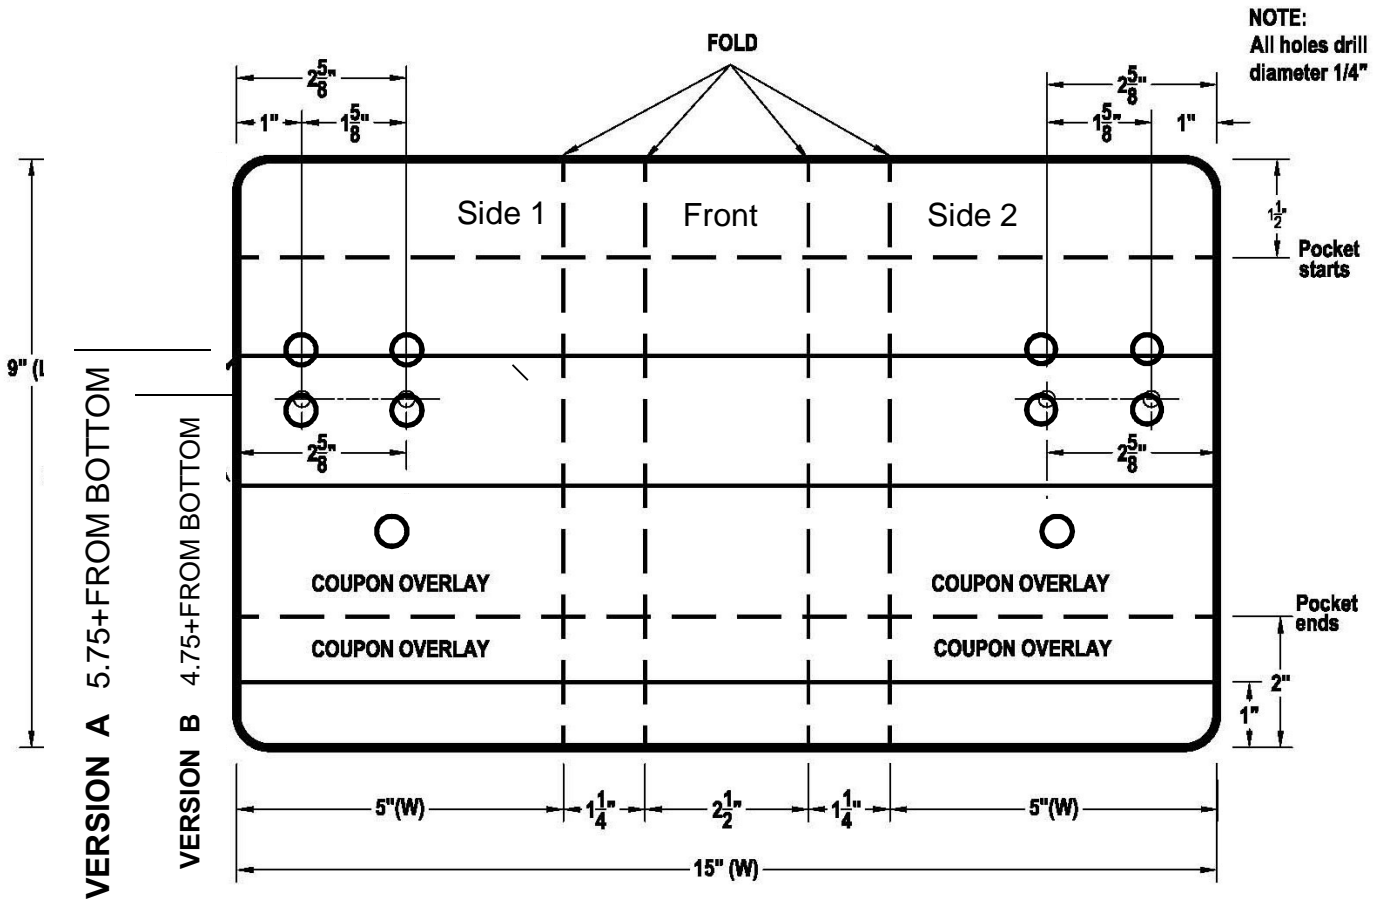 NOTE:
All holes drill
diameter 1/4"
FOLD
2 5/8"
2 5/8"
1"
1 5/8"
1 5/8"
1"
Side 1
Front
Side 2
1 1/2"
Pocket
starts
9" (L
2 5/8"
2 5/8"
VERSION A 5.75+FROM BOTTOM
VERSION B 4.75+FROM BOTTOM
COUPON OVERLAY
COUPON OVERLAY
Pocket
ends
COUPON OVERLAY
COUPON OVERLAY
2"
1"
5"(W)
1 1/4"
2 1/2"
1 1/4"
5"(W)
15" (W)